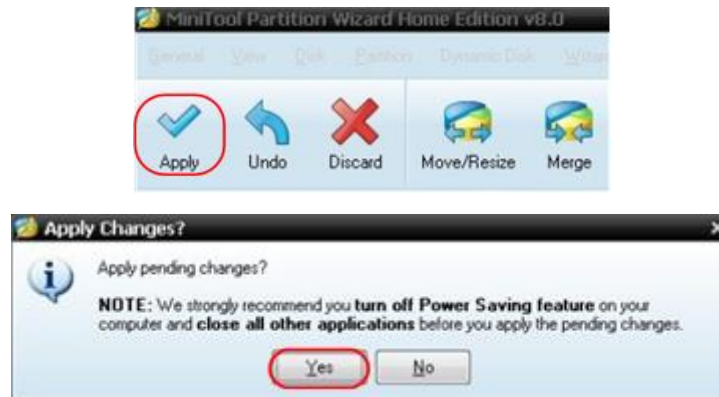 MiniTool Partition Wizard Home Edition v8.0
General View Disk Partition Dynamic Disk
Apply Undo Discard Move/Resize Merge
Apply Changes?
Apply pending changes?
NOTE: We strongly recommend you turn off Power Saving feature on your
computer and close all other applications before you apply the pending changes.
Yes No